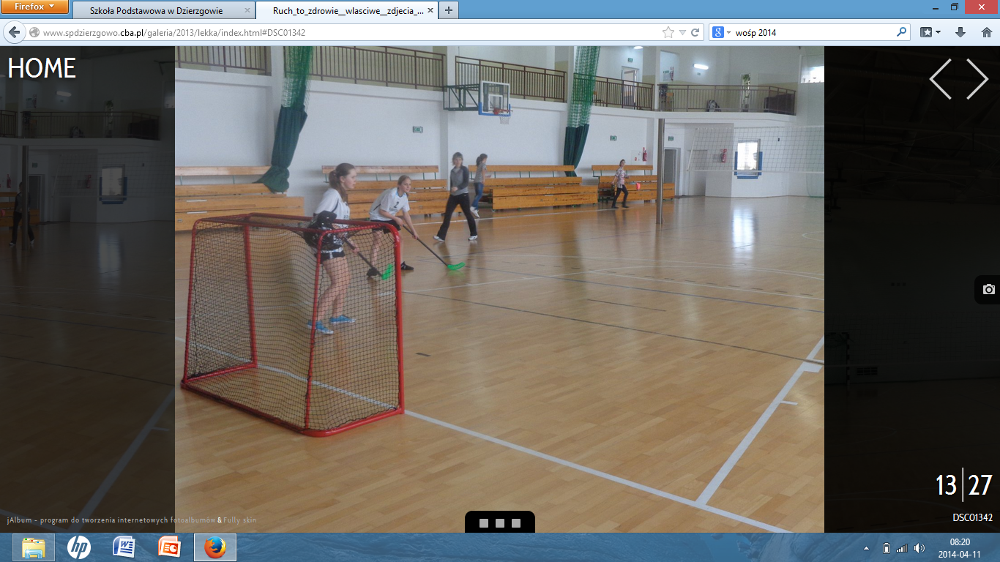 Firefox
Szkoła Podstawowa w Dzierzgowie
Ruch_to_zdrowie__wlasciwe__zdjecia_...
www.spdzierzgowo.cba.pl/galeria/2013/lekka/index.html#DSC01342
wośp 2014
HOME
13 27
DSC01342
jAlbum - program do tworzenia internetowych fotoalbumów & Fully skin
08:20
2014-04-11